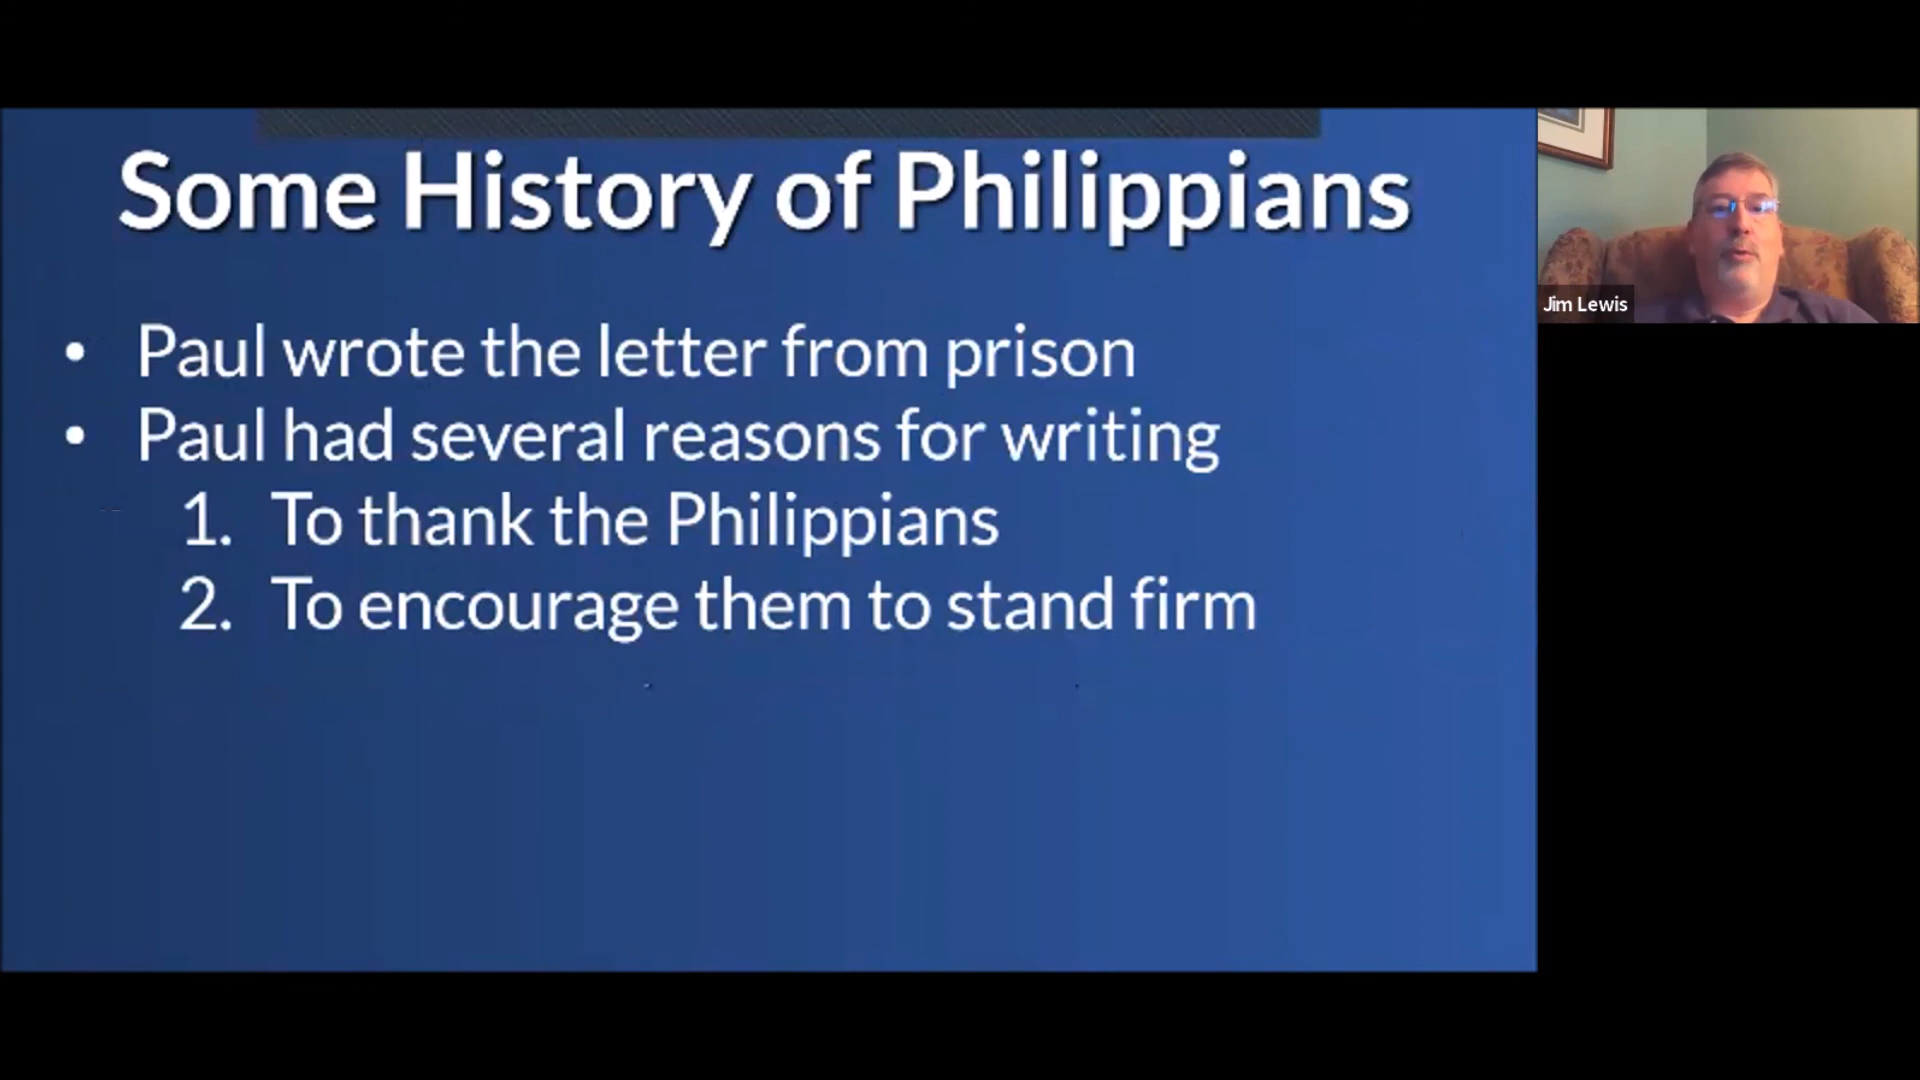 Some History of Philippians
• Paul wrote the letter from prison
• Paul had several reasons for writing
1. To thank the Philippians
2. To encourage them to stand firm
Jim Lewis